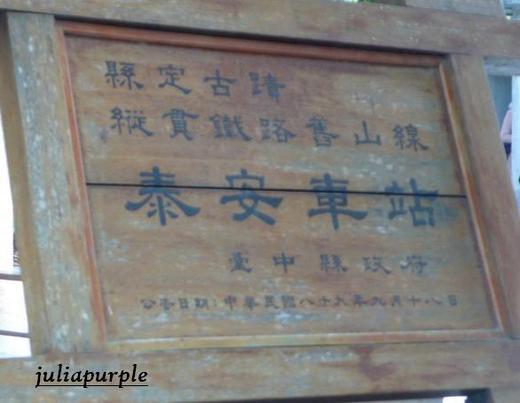 縣定古蹟
縱貫鐵路舊山線
泰安車站
臺中縣政府
公告日期：中華民國八十九年九月十八日
juliapurple